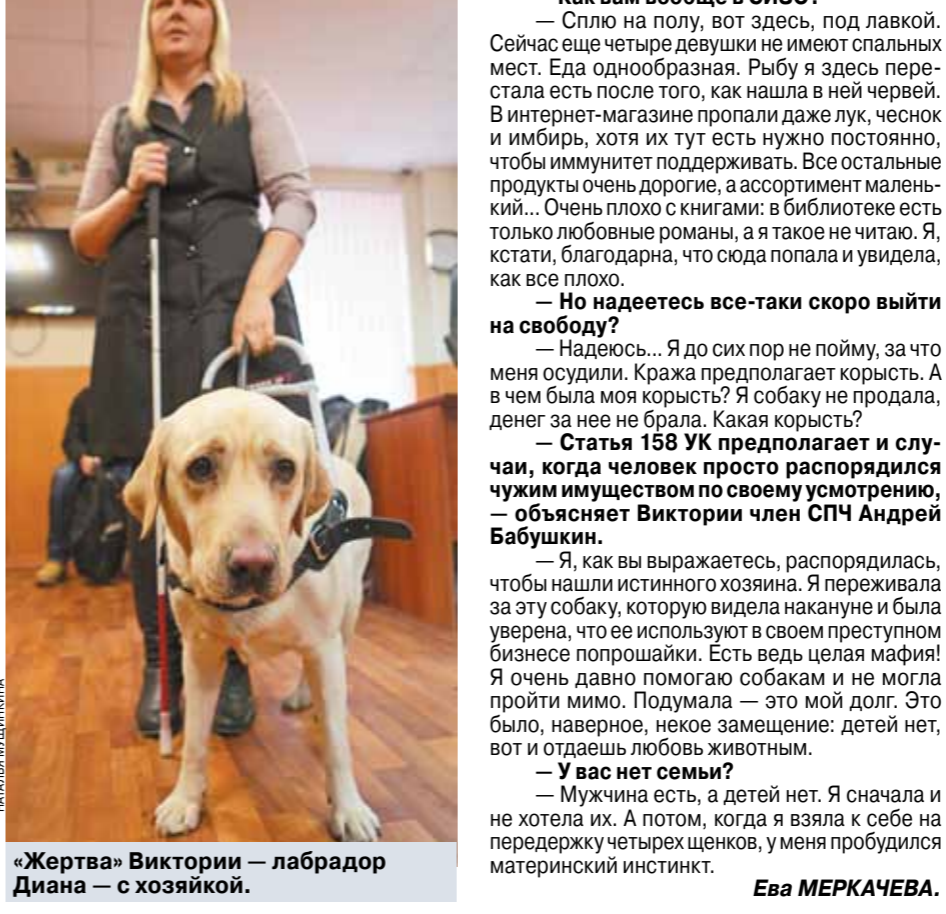 — Сплю на полу, вот здесь, под лавкой.
Сейчас еще четыре девушки не имеют спальных
мест. Еда однообразная. Рыбу я здесь пере-
стала есть после того, как нашла в ней червей.
В интернет-магазине пропали даже лук, чеснок
и имбирь, хотя их тут есть нужно постоянно,
чтобы иммунитет поддерживать. Все остальные
продукты очень дорогие, а ассортимент малень-
кий... Очень плохо с книгами: в библиотеке есть
только любовные романы, а я такое не читаю. Я,
кстати, благодарна, что сюда попала и увидела,
как все плохо.
— Но надеетесь все-таки скоро выйти
на свободу?
— Надеюсь... Я до сих пор не пойму, за что
меня осудили. Кража предполагает корысть. А
в чем была моя корысть? Я собаку не продала,
денег за нее не брала. Какая корысть?
— Статья 158 УК предполагает и слу-
чаи, когда человек просто распорядился
чужим имуществом по своему усмотрению,
— объясняет Виктории член СПЧ Андрей
Бабушкин.
— Я, как вы выражаетесь, распорядилась,
чтобы нашли истинного хозяина. Я переживала
за эту собаку, которую видела накануне и была
уверена, что ее используют в своем преступном
бизнесе попрошайки. Есть ведь целая мафия!
Я очень давно помогаю собакам и не могла
пройти мимо. Подумала — это мой долг. Это
было, наверное, некое замещение: детей нет,
вот и отдаешь любовь животным.
— У вас нет семьи?
— Мужчина есть, а детей нет. Я сначала и
не хотела их. А потом, когда я взяла к себе на
передержку четырех щенков, у меня пробудился
материнский инстинкт.
Ева МЕРКАЧЕВА.
«Жертва» Виктории — лабрадор
Диана — с хозяйкой.